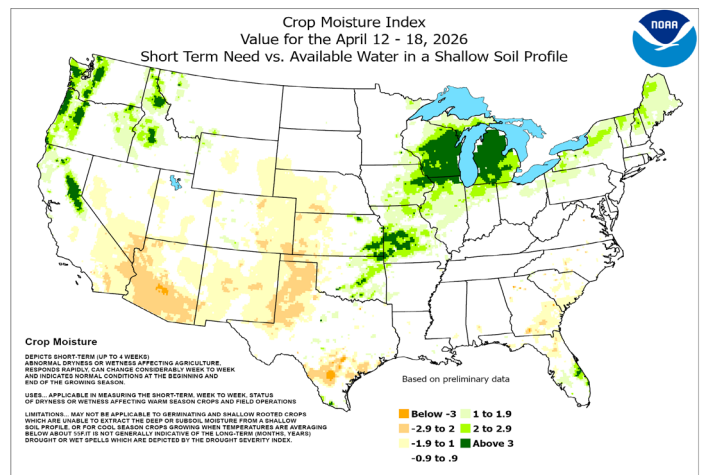 Crop Moisture Index
Value for the April 12 - 18, 2026
Short Term Need vs. Available Water in a Shallow Soil Profile
NOAA
Crop Moisture
DEPICTS SHORT-TERM (UP TO 4 WEEKS)
ABNORMAL DRYNESS OR WETNESS AFFECTING AGRICULTURE,
RESPONDS RAPIDLY, CAN CHANGE CONSIDERABLY WEEK TO WEEK
AND INDICATES NORMAL CONDITIONS AT THE BEGINNING AND
END OF THE GROWING SEASON.
USES... APPLICABLE IN MEASURING THE SHORT-TERM, WEEK TO WEEK, STATUS
OF DRYNESS OR WETNESS AFFECTING WARM SEASON CROPS AND FIELD OPERATIONS
LIMITATIONS... MAY NOT BE APPLICABLE TO GERMINATING AND SHALLOW ROOTED CROPS
WHICH ARE UNABLE TO EXTRACT THE DEEP OR SUBSOIL MOISTURE FROM A SHALLOW
SOIL PROFILE, OR FOR COOL SEASON CROPS GROWING WHEN TEMPERATURES ARE AVERAGING
BELOW ABOUT 55F.IT IS NOT GENERALLY INDICATIVE OF THE LONG-TERM (MONTHS, YEARS)
DROUGHT OR WET SPELLS WHICH ARE DEPICTED BY THE DROUGHT SEVERITY INDEX.
Based on preliminary data
Below -3
-2.9 to 2
-1.9 to 1
-0.9 to .9
1 to 1.9
2 to 2.9
Above 3